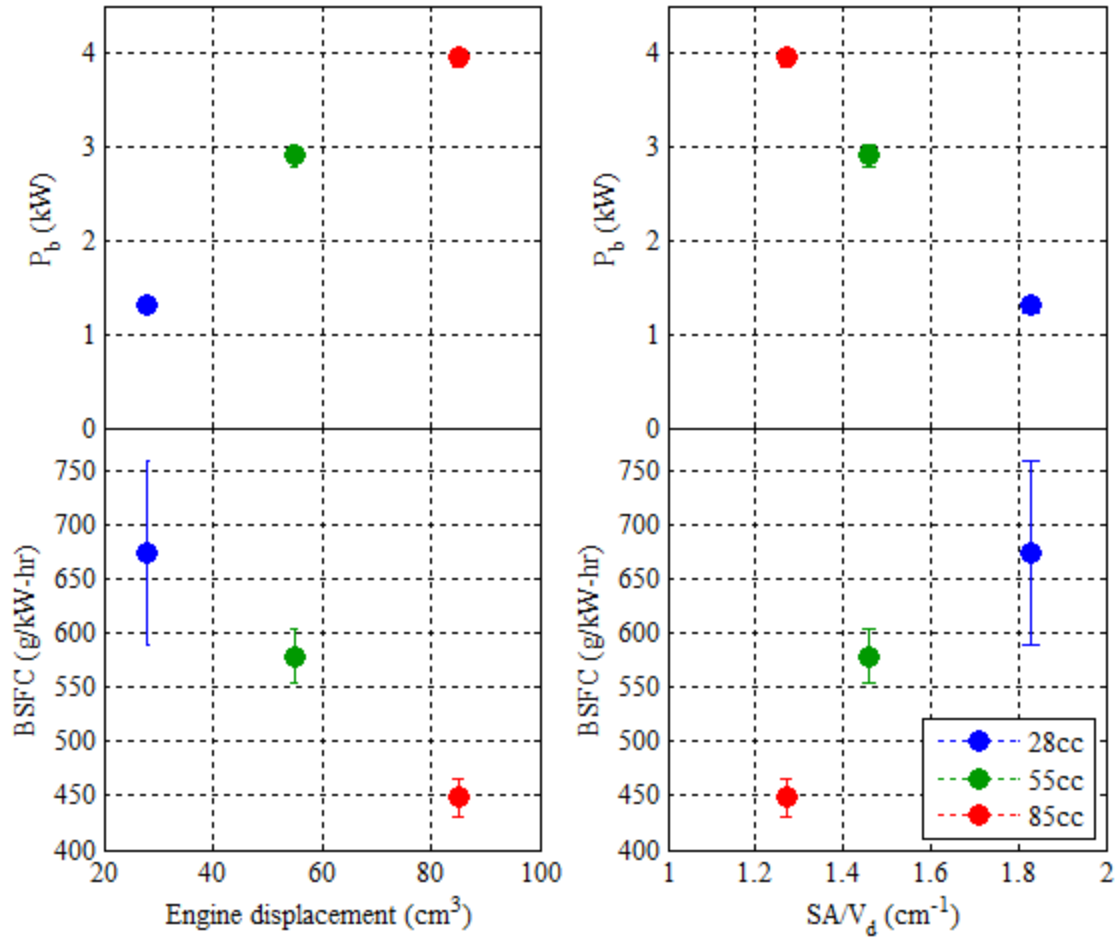 4
3
2
1
0
P_b (kW)
4
3
2
1
0
P_b (kW)
750
700
650
600
550
500
450
400
BSFC (g/kW-hr)
20 40 60 80 100
Engine displacement (cm³)
750
700
650
600
550
500
450
400
BSFC (g/kW-hr)
28cc
55cc
85cc
1 1.2 1.4 1.6 1.8 2
SA/V_d (cm⁻¹)